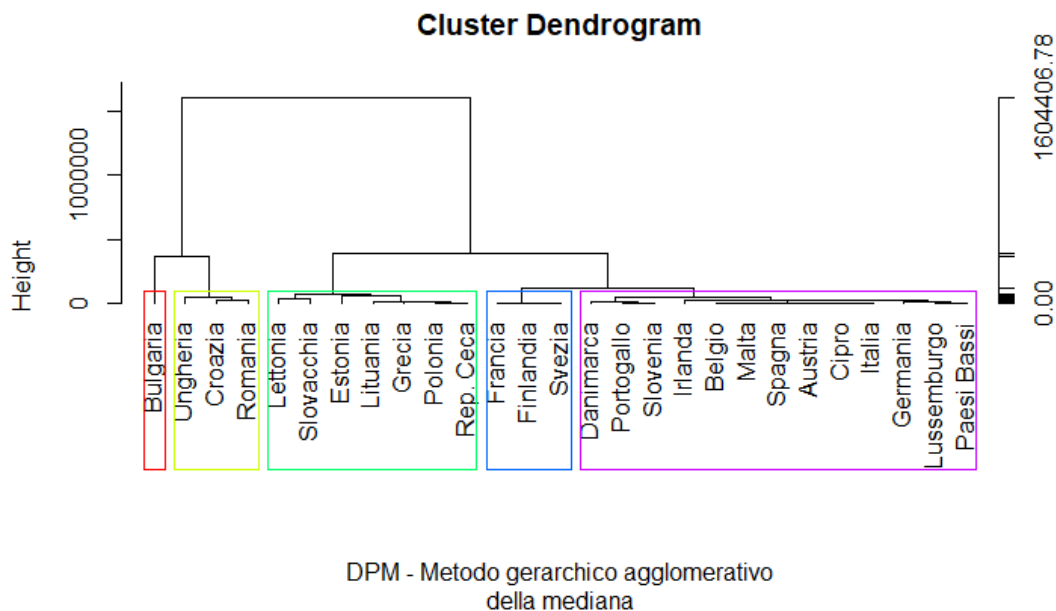 Cluster Dendrogram
Height
0
1000000
1604406.78
0.00
Bulgaria
Ungheria
Croazia
Romania
Lettonia
Slovacchia
Estonia
Lituania
Grecia
Polonia
Rep. Ceca
Francia
Finlandia
Svezia
Danimarca
Portogallo
Slovenia
Irlanda
Belgio
Malta
Spagna
Austria
Cipro
Italia
Germania
Lussemburgo
Paesi Bassi
DPM - Metodo gerarchico agglomerativo
della mediana